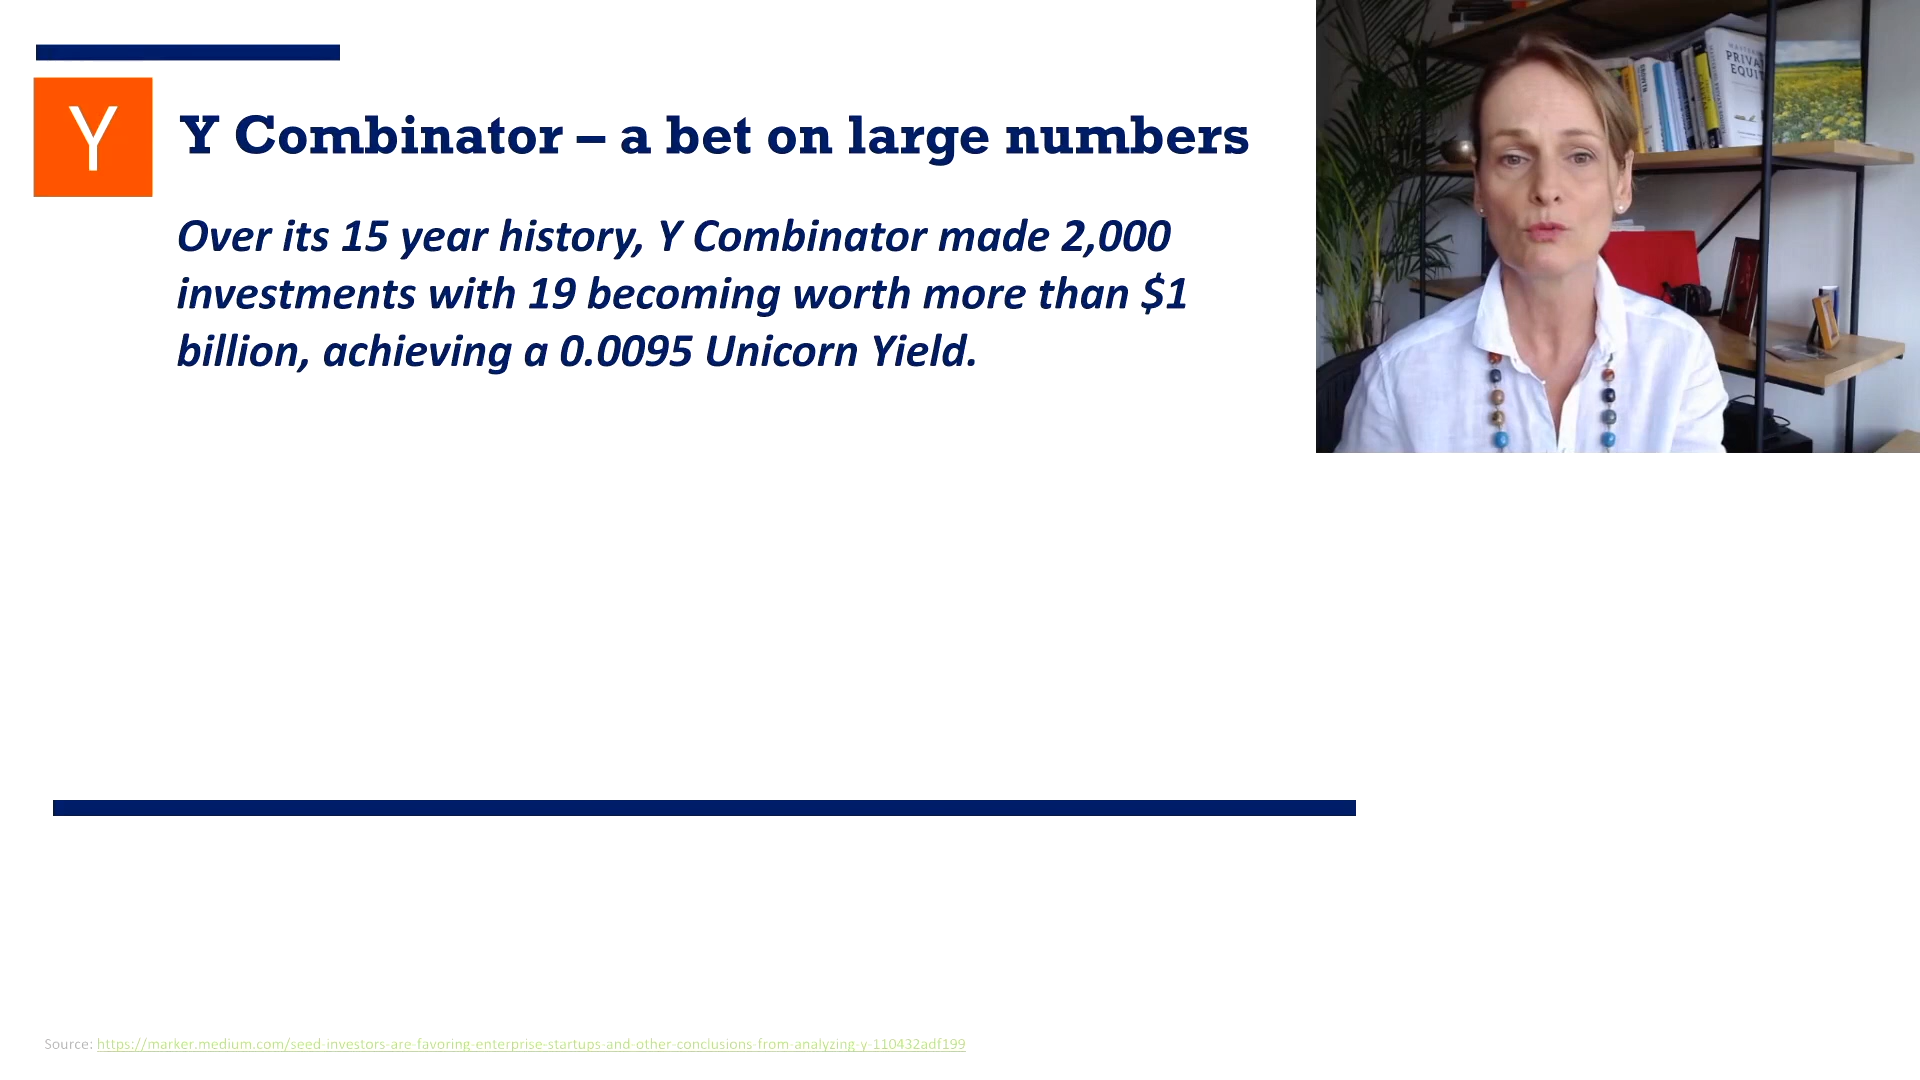 Y
Y Combinator – a bet on large numbers
Over its 15 year history, Y Combinator made 2,000
investments with 19 becoming worth more than $1
billion, achieving a 0.0095 Unicorn Yield.
PRIVATE
EQUITY
Source: https://marker.medium.com/seed-investors-are-favoring-enterprise-startups-and-other-conclusions-from-analyzing-y-110432adf199